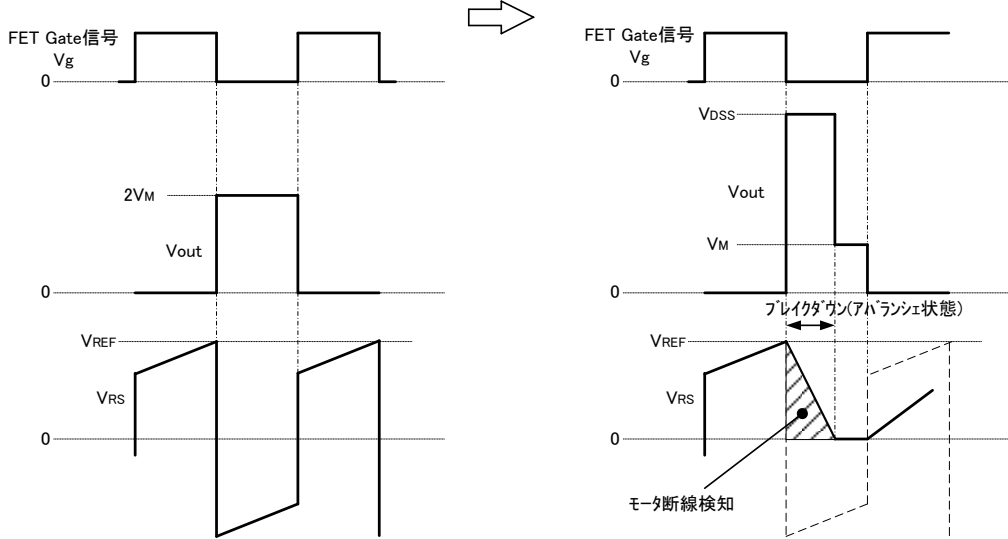 FET Gate信号
Vg
0
2VM
Vout
0
VREF
VRS
0
FET Gate信号
Vg
0
VDSS
Vout
VM
0
ﾌﾞﾚｲｸﾀﾞｳﾝ(ｱﾊﾞﾗﾝｼｪ状態)
VREF
VRS
0
ﾓｰﾀ断線検知